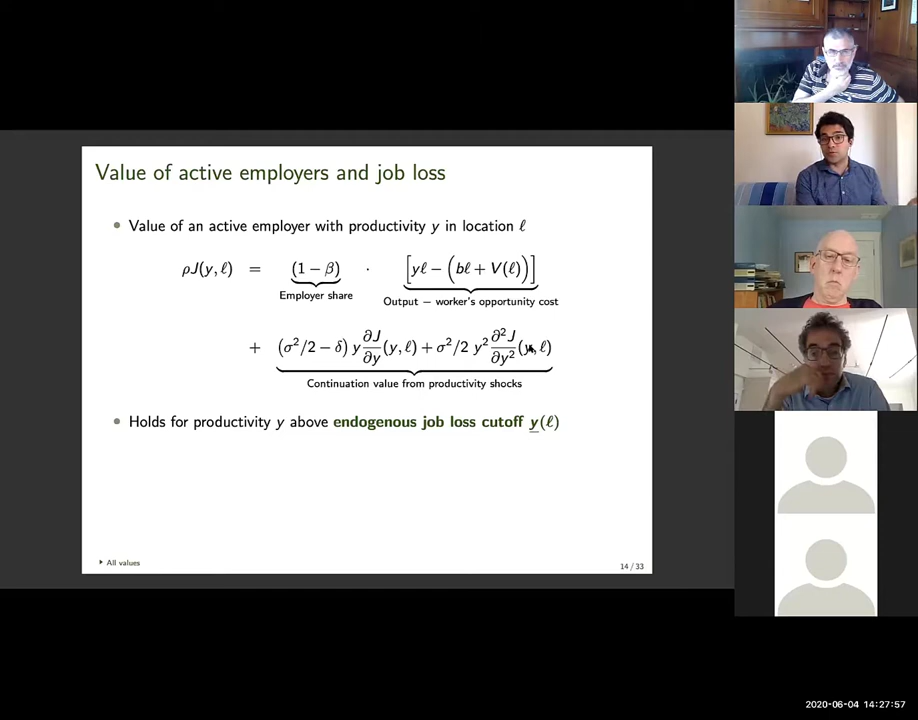 Value of active employers and job loss
• Value of an active employer with productivity y in location ℓ
ρJ(y, ℓ) = (1 − β) · [yℓ − (bℓ + V(ℓ))]
Employer share
Output − worker's opportunity cost
+ (σ²/2 − δ) y ∂J/∂y (y, ℓ) + σ²/2 y² ∂²J/∂y² (y, ℓ)
Continuation value from productivity shocks
• Holds for productivity y above endogenous job loss cutoff y̲(ℓ)
▸ All values
14 / 33
2020-06-04 14:27:57